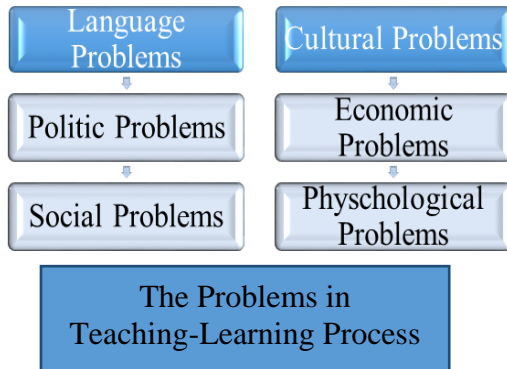 Language
Problems
Politic Problems
Social Problems
Cultural Problems
Economic
Problems
Physchological
Problems
The Problems in
Teaching-Learning Process